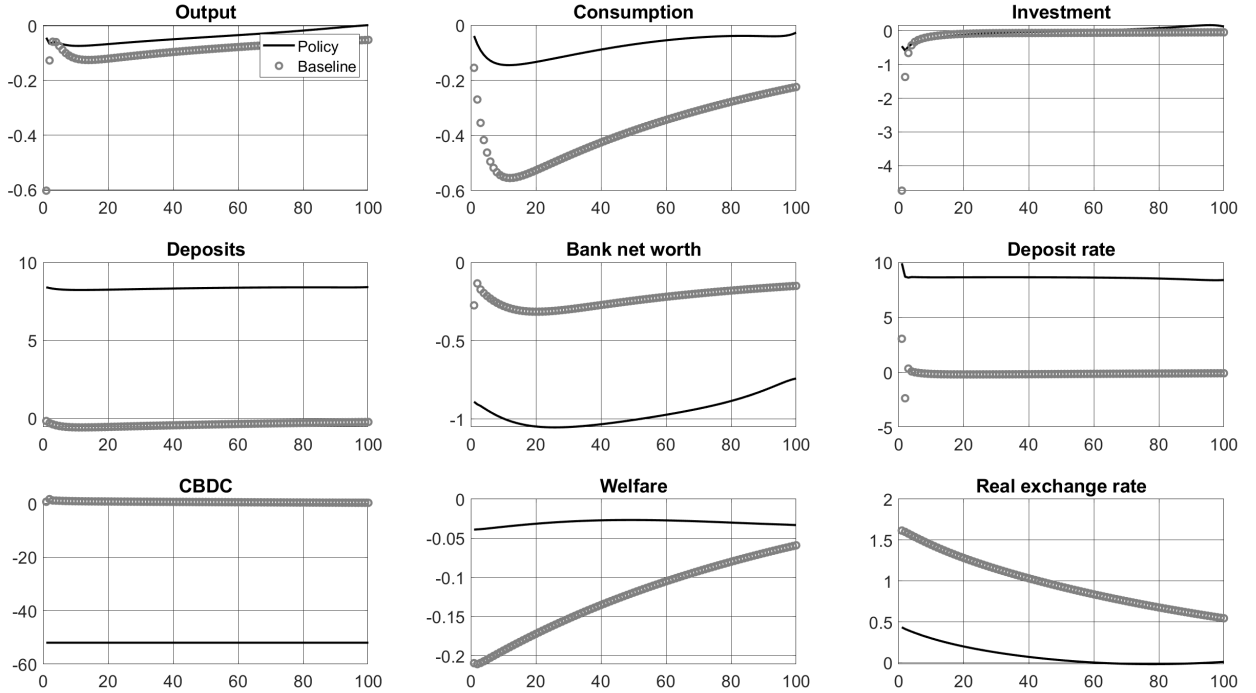 Output
0
-0.2
-0.4
-0.6
0 20 40 60 80 100
Policy
Baseline
Consumption
0
-0.2
-0.4
-0.6
0 20 40 60 80 100
Investment
0
-1
-2
-3
-4
0 20 40 60 80 100
Deposits
10
5
0
0 20 40 60 80 100
Bank net worth
0
-0.5
-1
0 20 40 60 80 100
Deposit rate
10
5
0
-5
0 20 40 60 80 100
CBDC
0
-20
-40
-60
0 20 40 60 80 100
Welfare
0
-0.05
-0.1
-0.15
-0.2
0 20 40 60 80 100
Real exchange rate
2
1.5
1
0.5
0
0 20 40 60 80 100